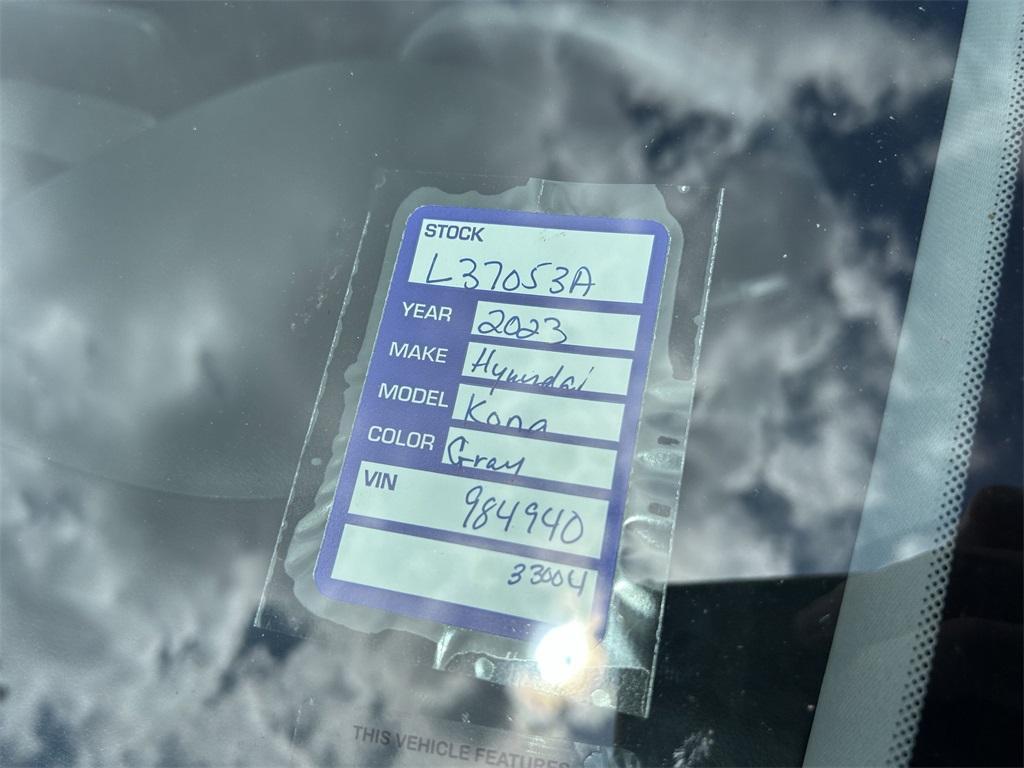 STOCK
L37053A
YEAR 2023
MAKE Hyundai
MODEL Kona
COLOR Gray
VIN 984940
33004
THIS VEHICLE FEATURES